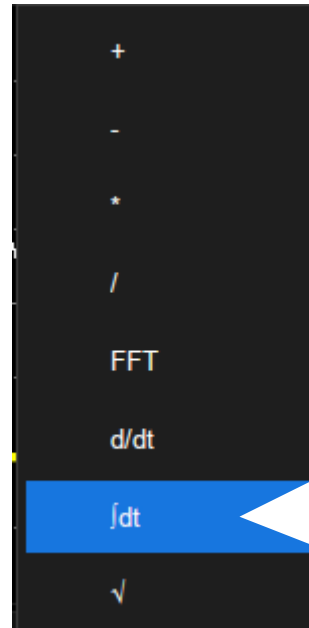 +
-
*
/
FFT
d/dt
∫dt
√